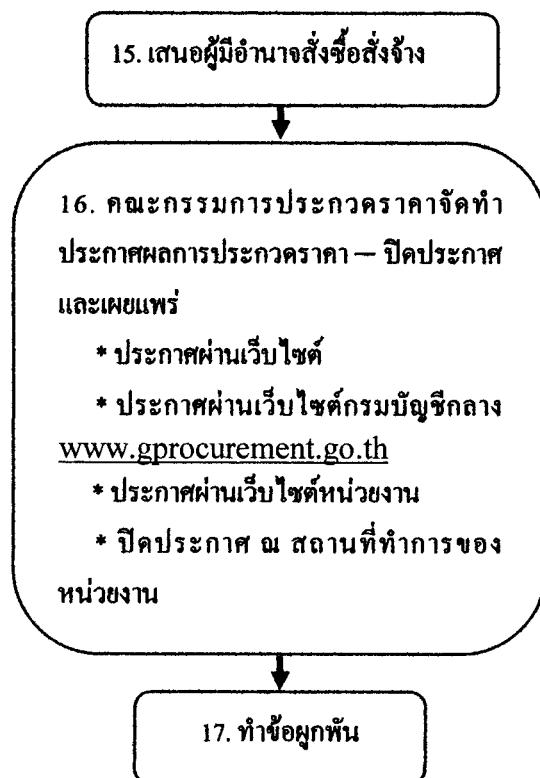 15. เสนอผู้มีอำนาจสั่งซื้อสั่งจ้าง
16. คณะกรรมการประกวดราคาจัดทำ
ประกาศผลการประกวดราคา – ปิดประกาศ
และเผยแพร่
* ประกาศผ่านเว็บไซต์
* ประกาศผ่านเว็บไซต์กรมบัญชีกลาง
www.gprocurement.go.th
* ประกาศผ่านเว็บไซต์หน่วยงาน
* ปิดประกาศ ณ สถานที่ทำการของ
หน่วยงาน
17. ทำข้อผูกพัน